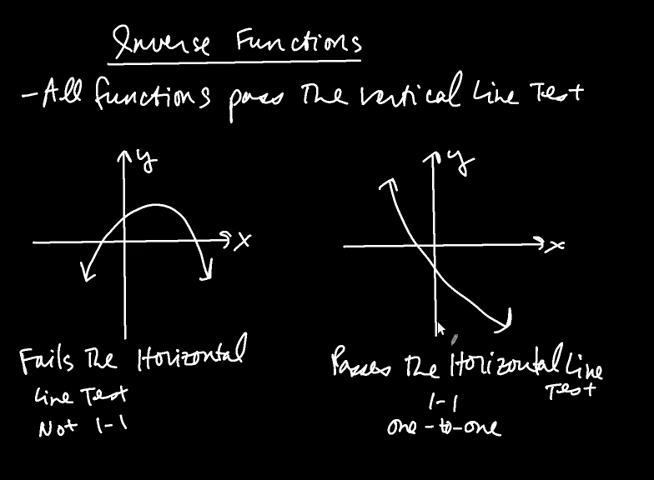 Inverse Functions
- All functions pass The vertical Line Test
y
x
Fails The Horizontal
Line Test
Not 1-1
y
x
Passes The Horizontal Line
Test
1-1
one-to-one